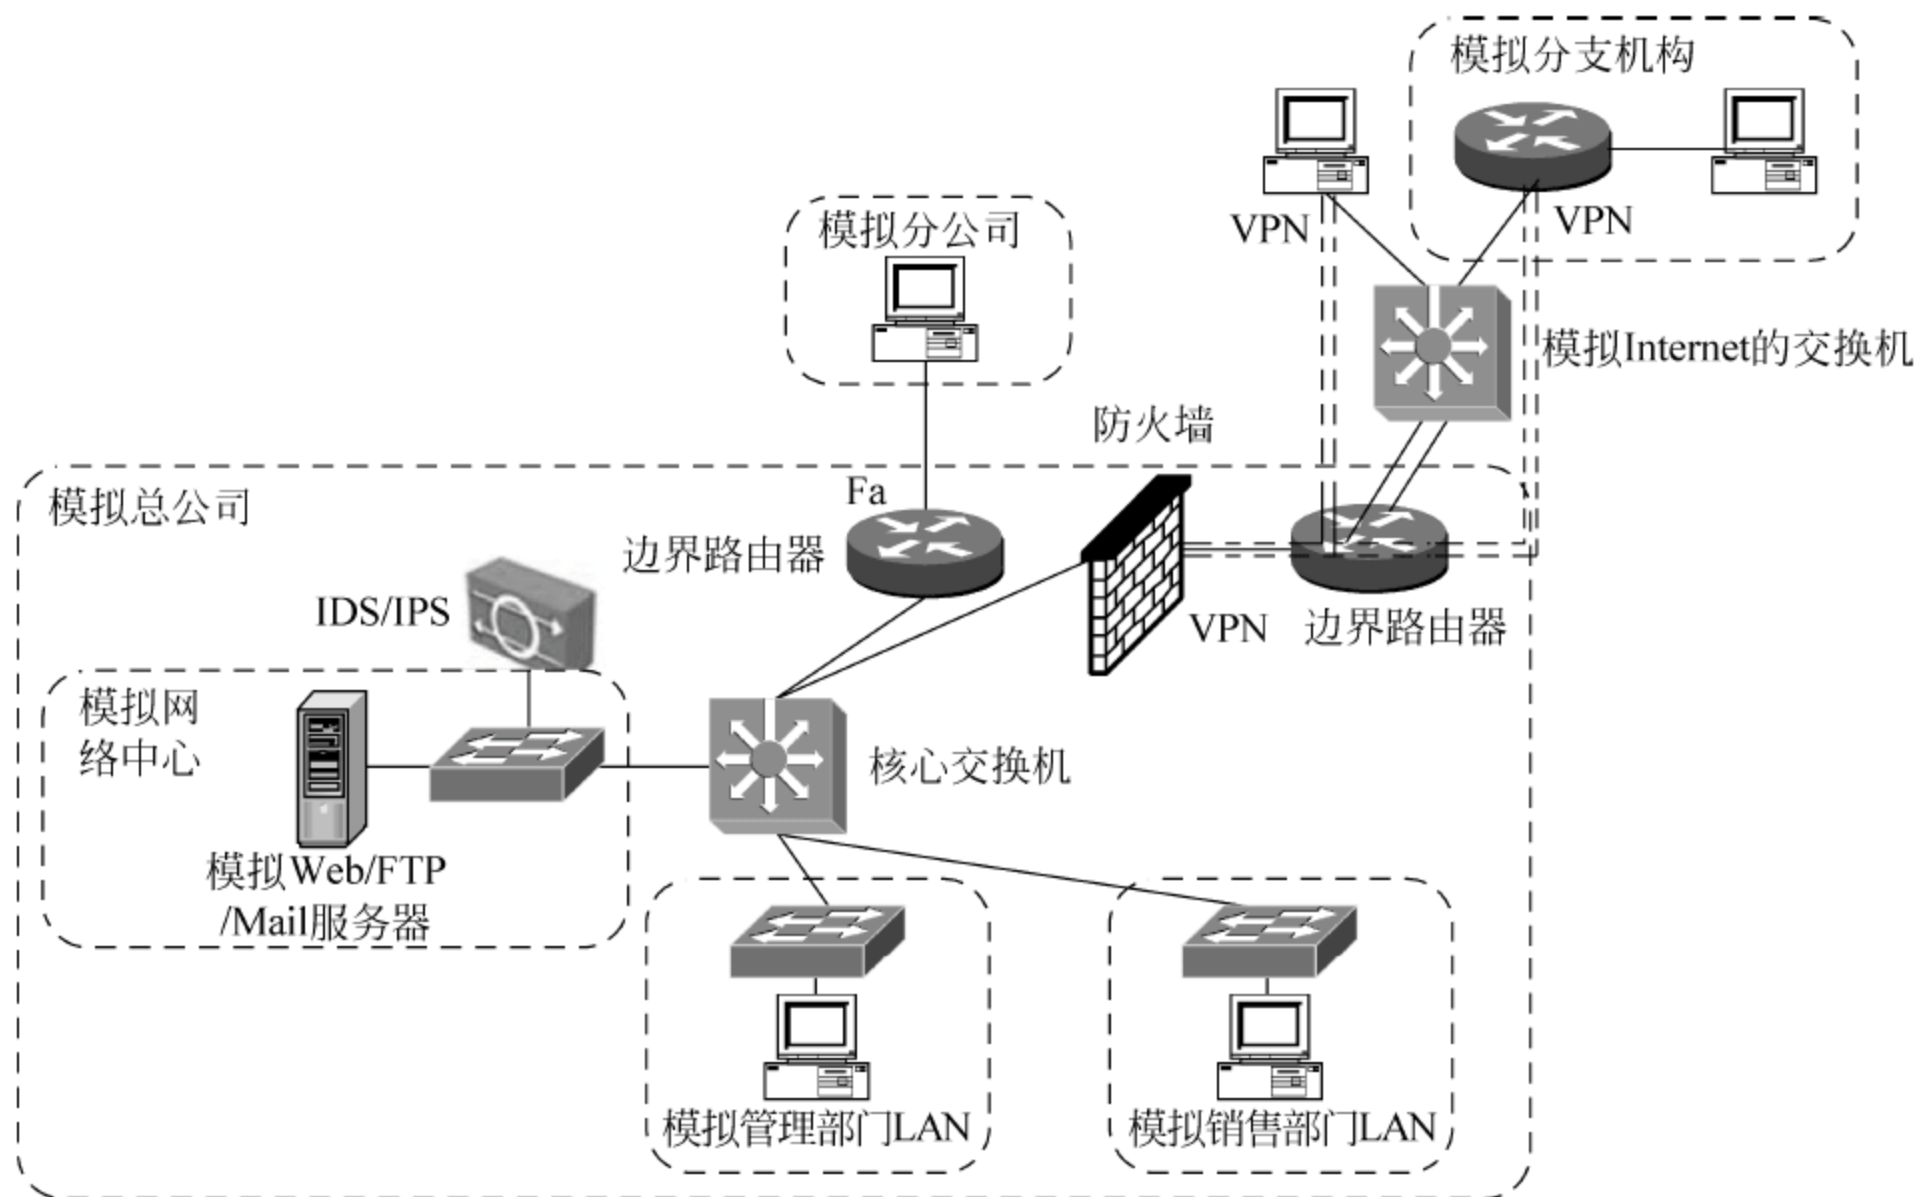 模拟分支机构
VPN
VPN
模拟分公司
模拟Internet的交换机
防火墙
模拟总公司
Fa
边界路由器
IDS/IPS
VPN
边界路由器
模拟网
络中心
核心交换机
模拟Web/FTP
/Mail服务器
模拟管理部门LAN
模拟销售部门LAN